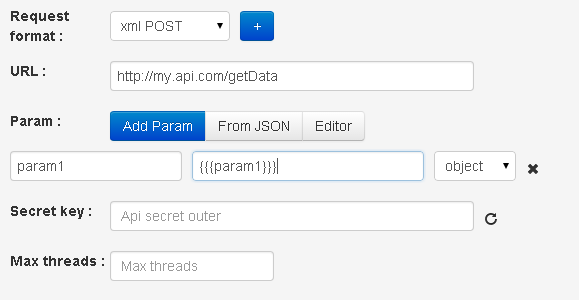 Request format : xml POST +
URL : http://my.api.com/getData
Param : Add Param From JSON Editor
param1 {{{param1}}} object
Secret key : Api secret outer
Max threads : Max threads